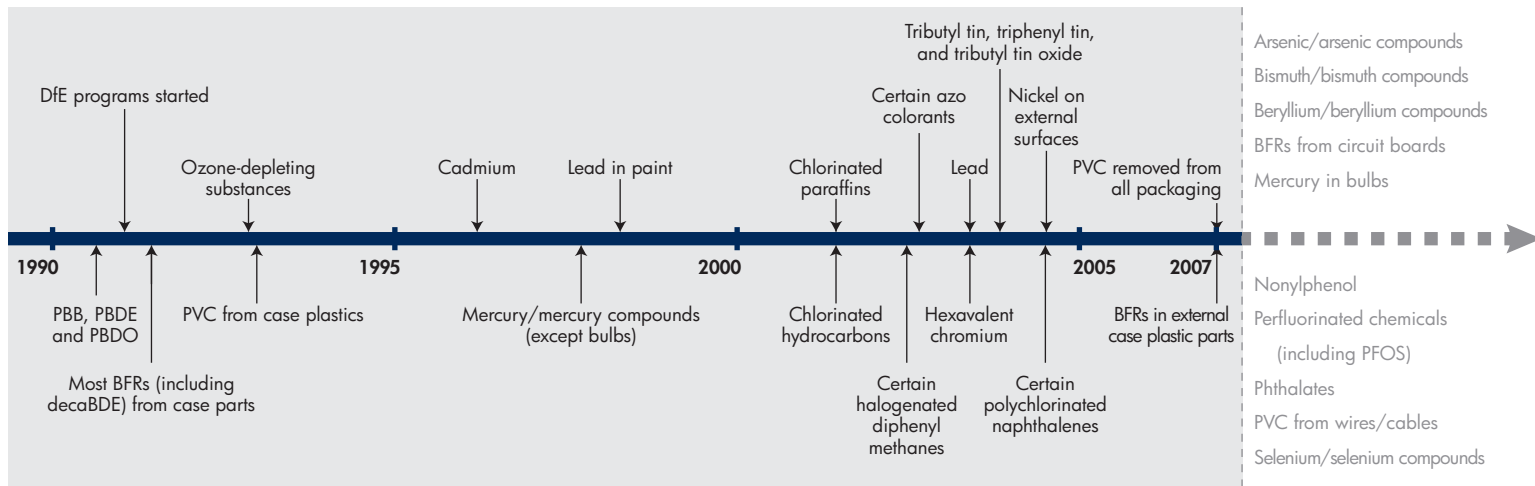 Tributyl tin, triphenyl tin,
and tributyl tin oxide
DfE programs started
Certain azo
colorants
Nickel on
external
surfaces
Ozone-depleting
substances
Cadmium
Lead in paint
Chlorinated
paraffins
Lead
PVC removed from
all packaging
Arsenic/arsenic compounds
Bismuth/bismuth compounds
Beryllium/beryllium compounds
BFRs from circuit boards
Mercury in bulbs
1990
1995
2000
2005
2007
PBB, PBDE
and PBDO
PVC from case plastics
Mercury/mercury compounds
(except bulbs)
Chlorinated
hydrocarbons
Hexavalent
chromium
BFRs in external
case plastic parts
Most BFRs (including
decaBDE) from case parts
Certain
halogenated
diphenyl
methanes
Certain
polychlorinated
naphthalenes
Nonylphenol
Perfluorinated chemicals
(including PFOS)
Phthalates
PVC from wires/cables
Selenium/selenium compounds